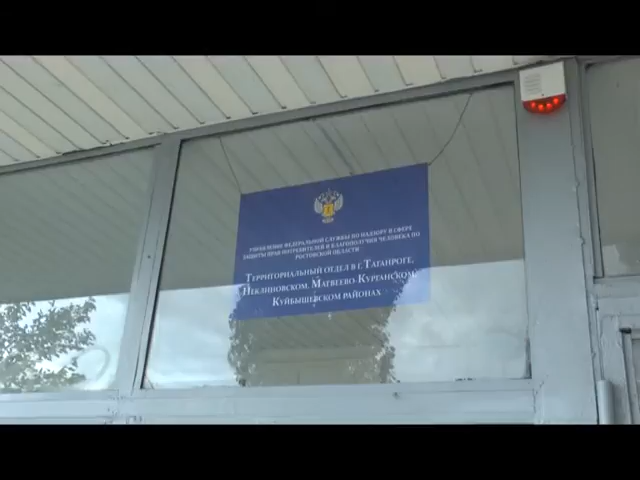 УПРАВЛЕНИЕ ФЕДЕРАЛЬНОЙ СЛУЖБЫ ПО НАДЗОРУ В СФЕРЕ
ЗАЩИТЫ ПРАВ ПОТРЕБИТЕЛЕЙ И БЛАГОПОЛУЧИЯ ЧЕЛОВЕКА ПО
РОСТОВСКОЙ ОБЛАСТИ
ТЕРРИТОРИАЛЬНЫЙ ОТДЕЛ В Г. ТАГАНРОГЕ,
НЕКЛИНОВСКОМ, МАТВЕЕВО-КУРГАНСКОМ,
КУЙБЫШЕВСКОМ РАЙОНАХ